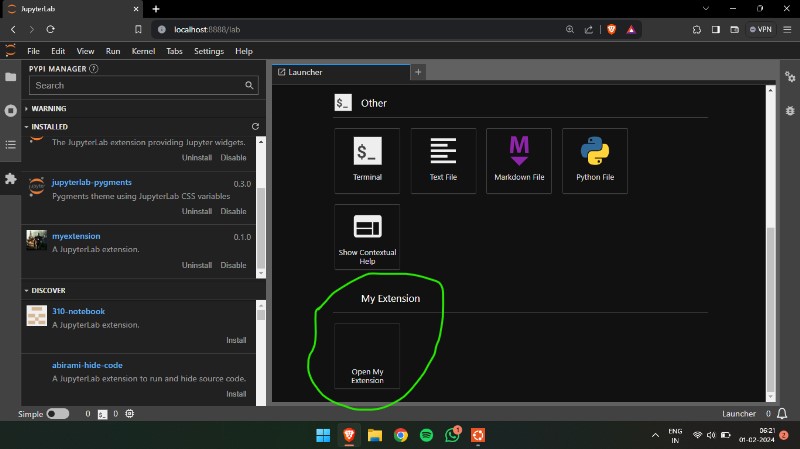 JupyterLab
localhost:8888/lab
VPN
File Edit View Run Kernel Tabs Settings Help
PYPI MANAGER
Search
WARNING
INSTALLED
The JupyterLab extension providing Jupyter widgets.
Uninstall Disable
jupyterlab-pygments 0.3.0
Pygments theme using JupyterLab CSS variables
Uninstall Disable
myextension 0.1.0
A JupyterLab extension.
Uninstall Disable
DISCOVER
310-notebook
A JupyterLab extension.
Install
abirami-hide-code
A JupyterLab extension to run and hide source code.
Install
Launcher
$_ Other
$_
Terminal
Text File
M
Markdown File
Python File
Show Contextual
Help
My Extension
Open My
Extension
Simple 0 $_ 0
Launcher 0
1
ENG
IN
06:21
01-02-2024
2